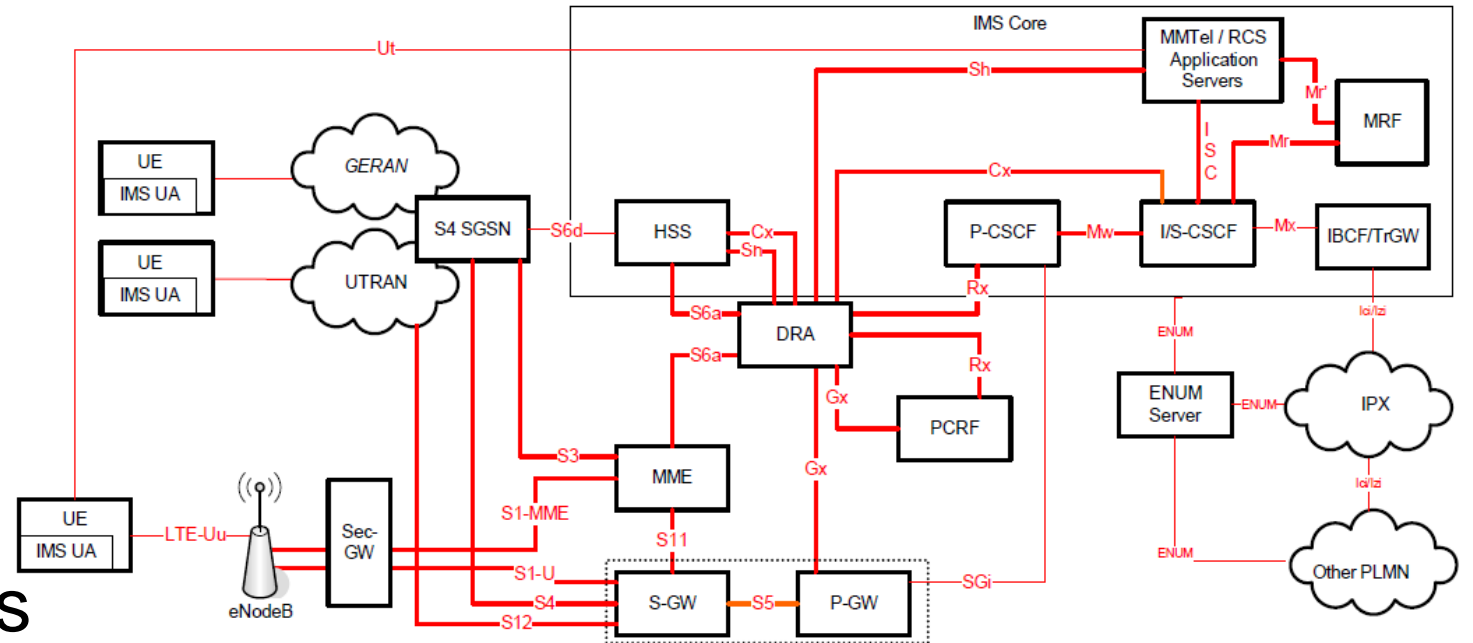 IMS Core
Ut
MMTel / RCS
Application
Servers
Sh
Mr'
MRF
UE
IMS UA
GERAN
I
S
C
Mr
Cx
S4 SGSN
S6d
HSS
Cx
Sh
P-CSCF
Mw
I/S-CSCF
Mx
IBCF/TrGW
UE
IMS UA
UTRAN
Rx
S6a
DRA
ENUM
Ici/Izi
S6a
Rx
Gx
PCRF
ENUM
Server
ENUM
IPX
S3
MME
Gx
UE
IMS UA
LTE-Uu
eNodeB
Sec-
GW
S1-MME
S11
Ici/Izi
S1-U
S4
S12
S-GW
S5
P-GW
SGi
ENUM
Other PLMN
s